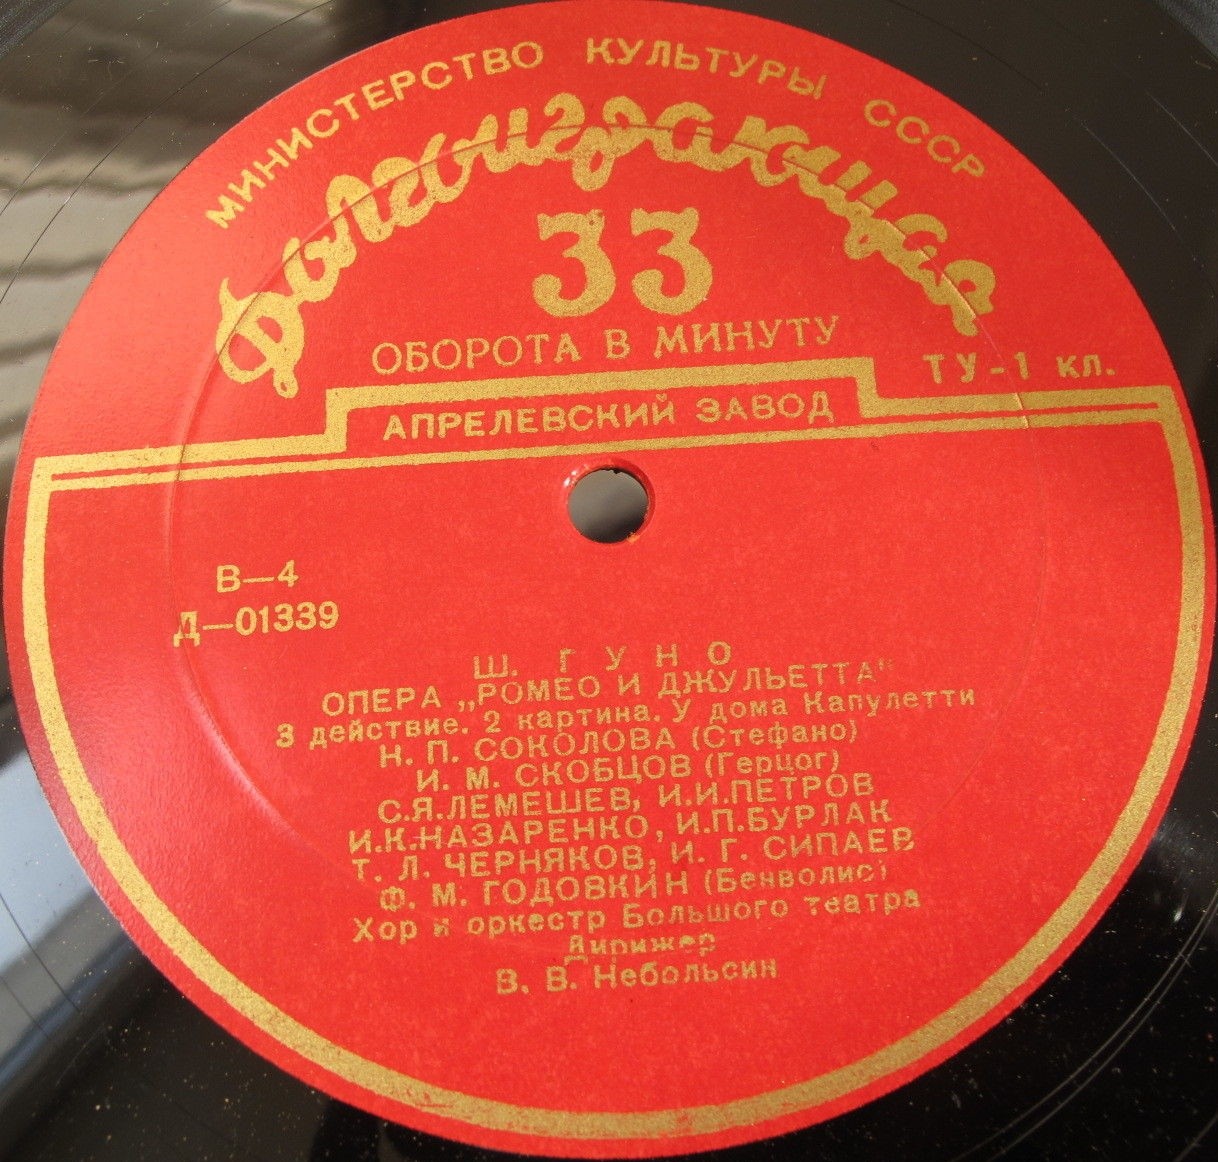 МИНИСТЕРСТВО КУЛЬТУРЫ СССР
Долгоиграющая
33
ОБОРОТА В МИНУТУ
ТУ-1 кл.
АПРЕЛЕВСКИЙ ЗАВОД
В—4
Д—01339
Ш. ГУНО
ОПЕРА „РОМЕО И ДЖУЛЬЕТТА"
3 действие. 2 картина. У дома Капулетти
Н. П. СОКОЛОВА (Стефано)
И. М. СКОБЦОВ (Герцог)
С.Я.ЛЕМЕШЕВ, И.И.ПЕТРОВ
И.К.НАЗАРЕНКО, И.П.БУРЛАК
Т. Л. ЧЕРНЯКОВ, И. Г. СИПАЕВ
Ф. М. ГОДОВКИН (Бенволио)
Хор и оркестр Большого театра
Дирижер
В. В. Небольсин